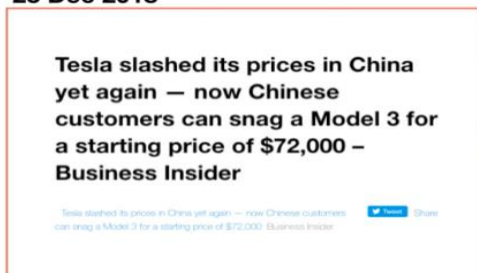 Tesla slashed its prices in China
yet again — now Chinese
customers can snag a Model 3 for
a starting price of $72,000 –
Business Insider
Tesla slashed its prices in China yet again — now Chinese customers
Tweet Share
can snag a Model 3 for a starting price of $72,000 Business Insider